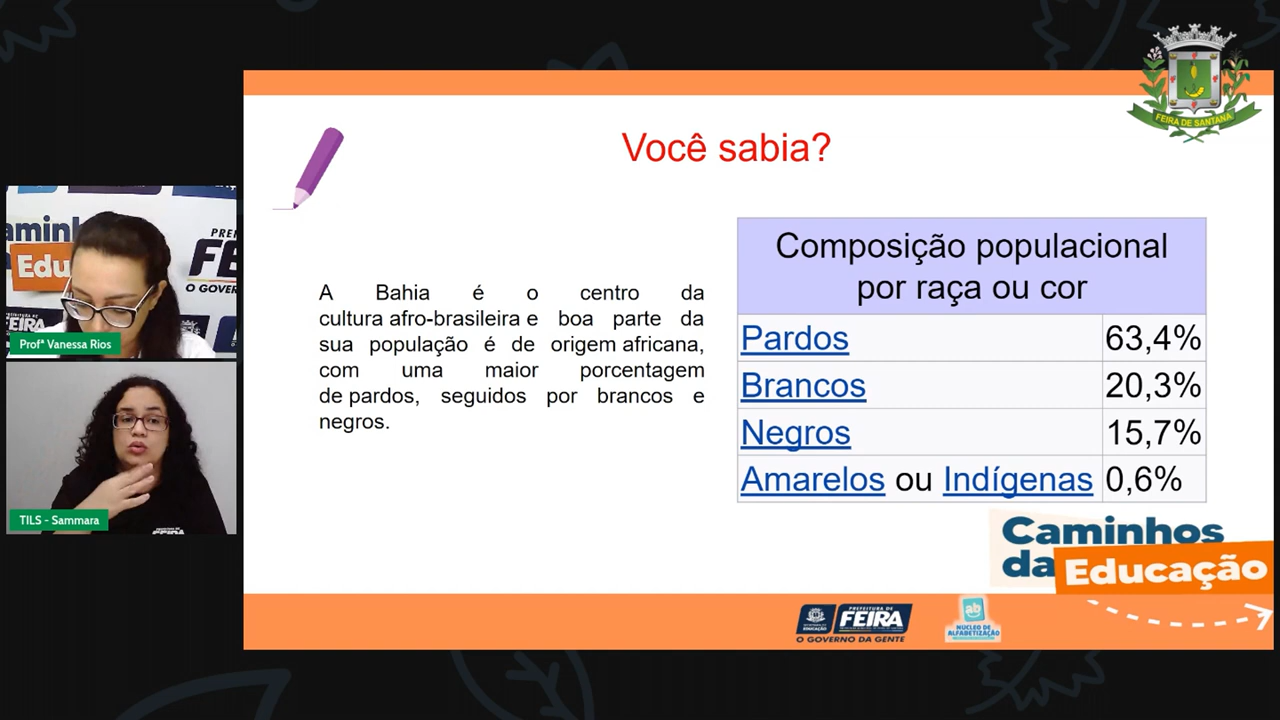 FEIRA DE SANTANA
Você sabia?
A Bahia é o centro da
cultura afro-brasileira e boa parte da
sua população é de origem africana,
com uma maior porcentagem
de pardos, seguidos por brancos e
negros.
Composição populacional
por raça ou cor
Pardos 63,4%
Brancos 20,3%
Negros 15,7%
Amarelos ou Indígenas 0,6%
Profª Vanessa Rios
TILS - Sammara
Caminhos
da Educação
PREFEITURA DE
FEIRA
O GOVERNO DA GENTE
ab
NÚCLEO DE
ALFABETIZAÇÃO